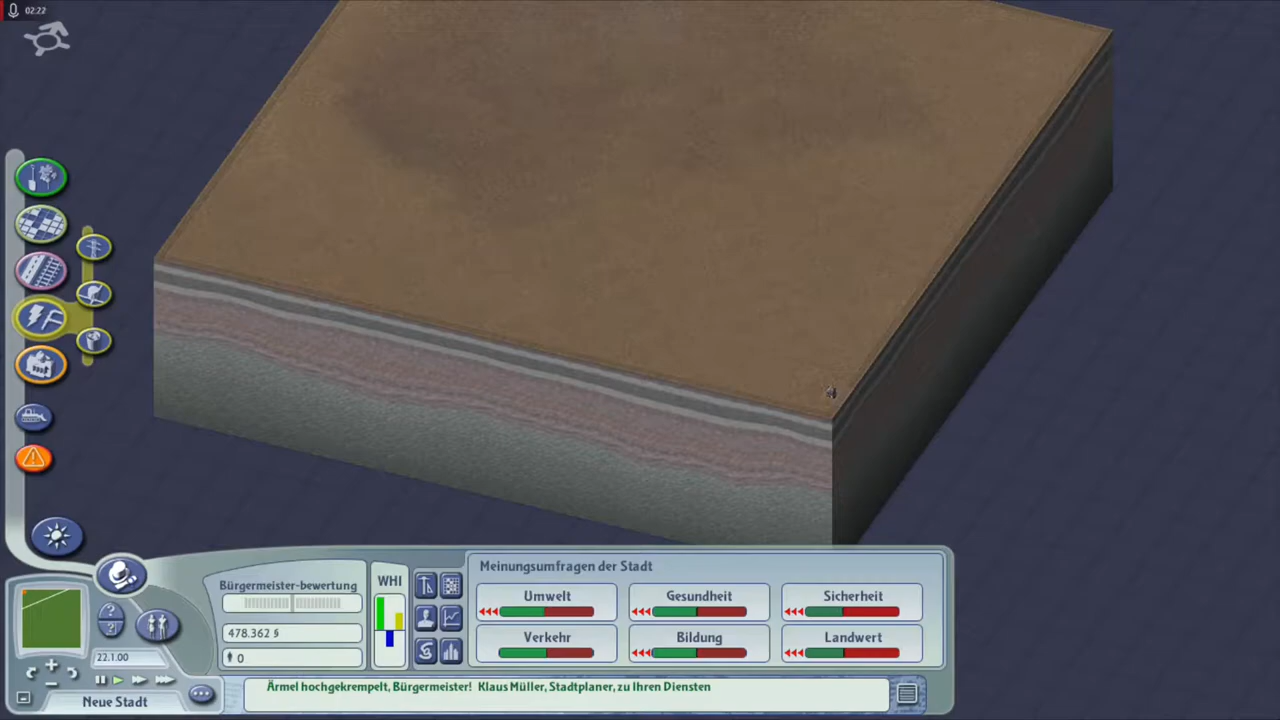 02:22
Bürgermeister-bewertung
478.362 §
0
WHI
Meinungsumfragen der Stadt
Umwelt
Gesundheit
Sicherheit
Verkehr
Bildung
Landwert
22.1.00
Neue Stadt
Ärmel hochgekrempelt, Bürgermeister! Klaus Müller, Stadtplaner, zu Ihren Diensten